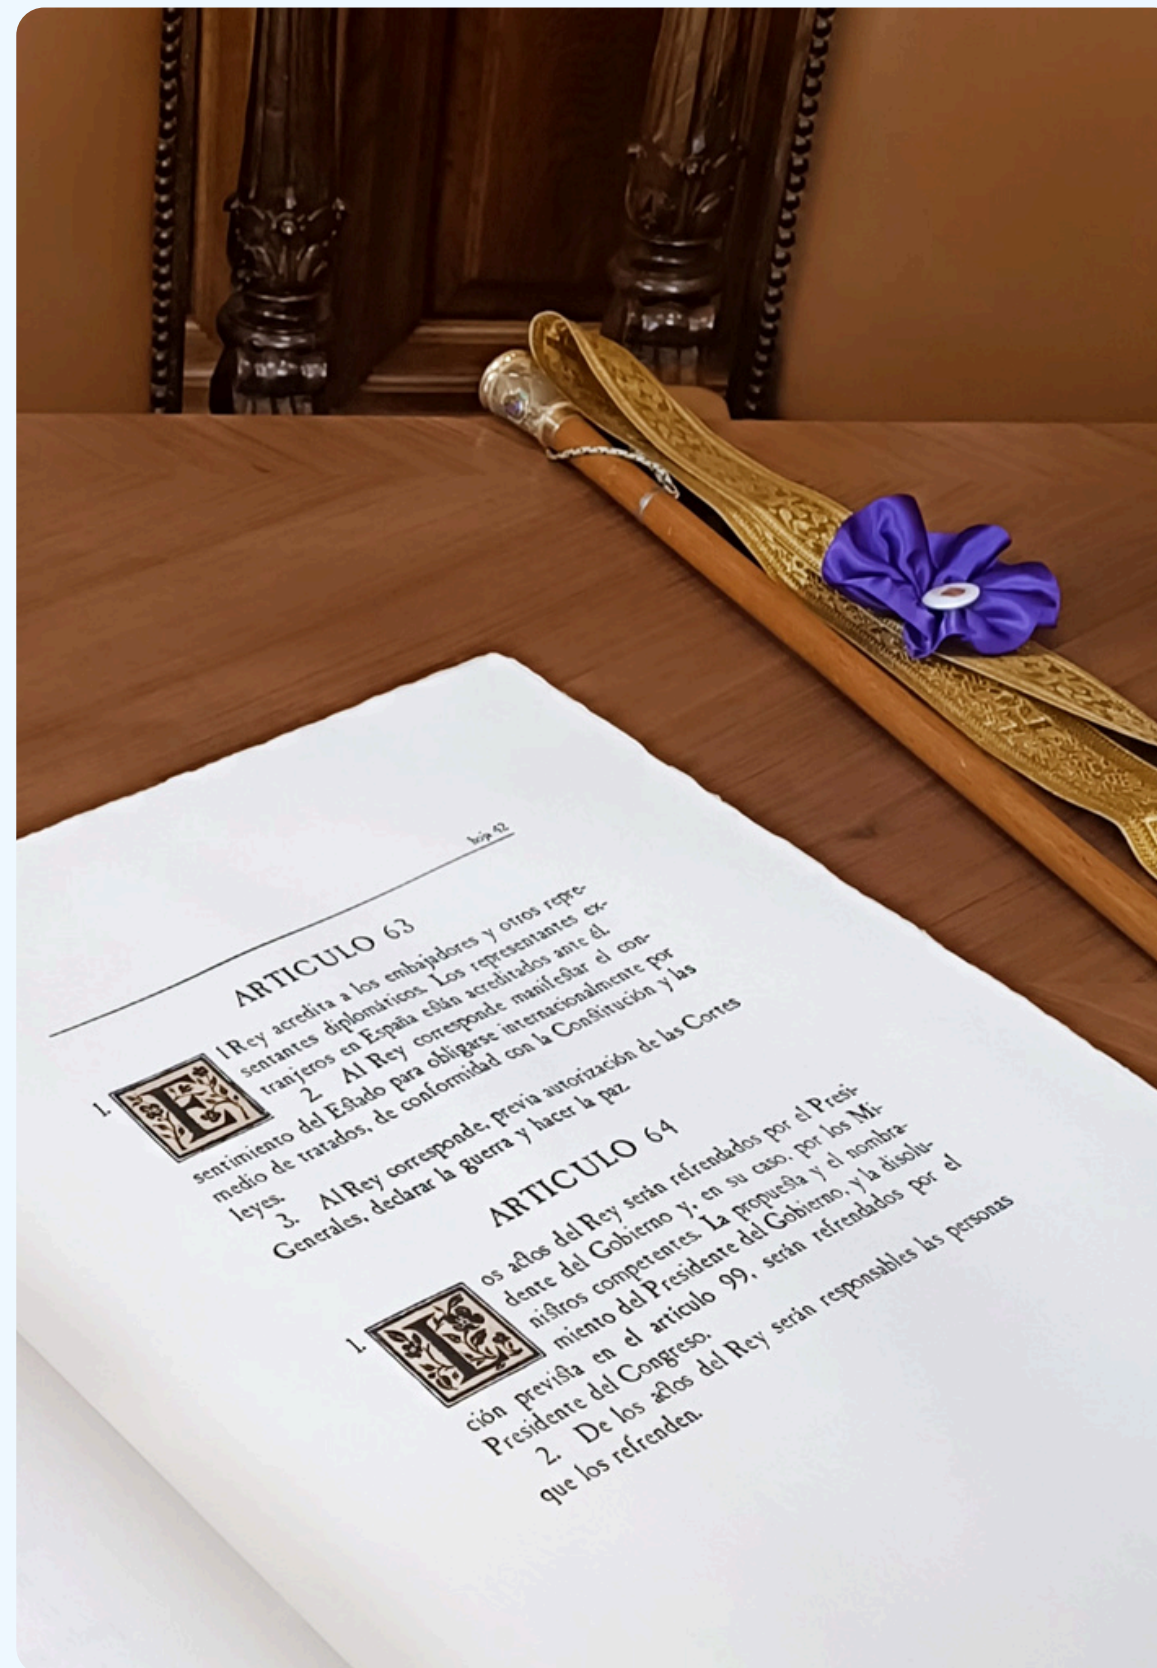 hoja 42
ARTICULO 63
1. El Rey acredita a los embajadores y otros repre-
sentantes diplomáticos. Los representantes ex-
tranjeros en España están acreditados ante él.
2. Al Rey corresponde manifestar el con-
sentimiento del Estado para obligarse internacionalmente por
medio de tratados, de conformidad con la Constitución y las
leyes.
3. Al Rey corresponde, previa autorización de las Cortes
Generales, declarar la guerra y hacer la paz.
ARTICULO 64
1. Los actos del Rey serán refrendados por el Presi-
dente del Gobierno y, en su caso, por los Mi-
nistros competentes. La propuesta y el nombra-
miento del Presidente del Gobierno, y la disolu-
ción prevista en el artículo 99, serán refrendados por el
Presidente del Congreso.
2. De los actos del Rey serán responsables las personas
que los refrenden.